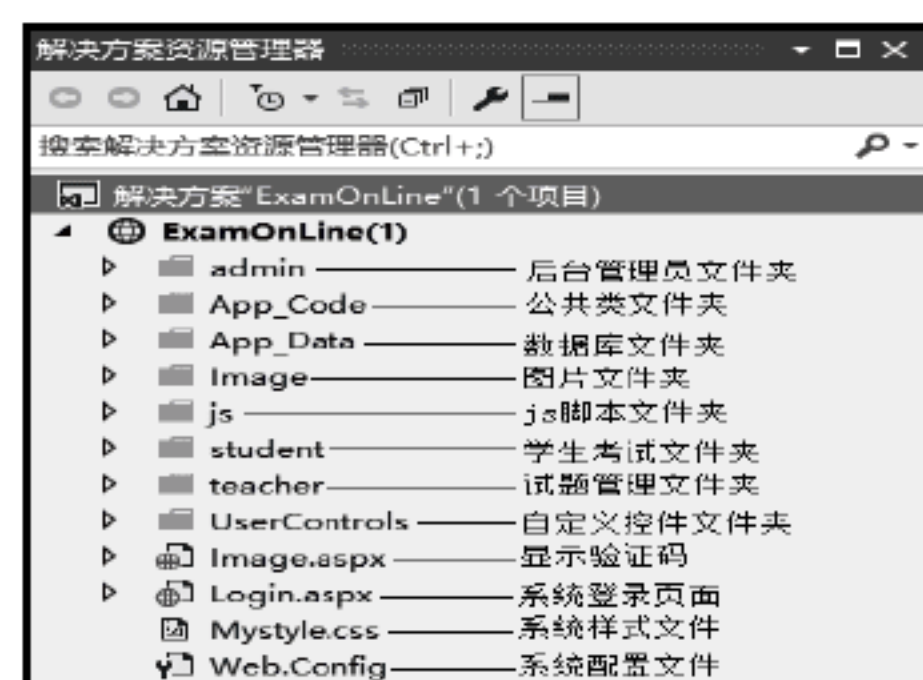 解决方案资源管理器
搜索解决方案资源管理器(Ctrl+;)
解决方案"ExamOnLine"(1 个项目)
ExamOnLine(1)
admin 后台管理员文件夹
App_Code 公共类文件夹
App_Data 数据库文件夹
Image 图片文件夹
js js脚本文件夹
student 学生考试文件夹
teacher 试题管理文件夹
UserControls 自定义控件文件夹
Image.aspx 显示验证码
Login.aspx 系统登录页面
Mystyle.css 系统样式文件
Web.Config 系统配置文件